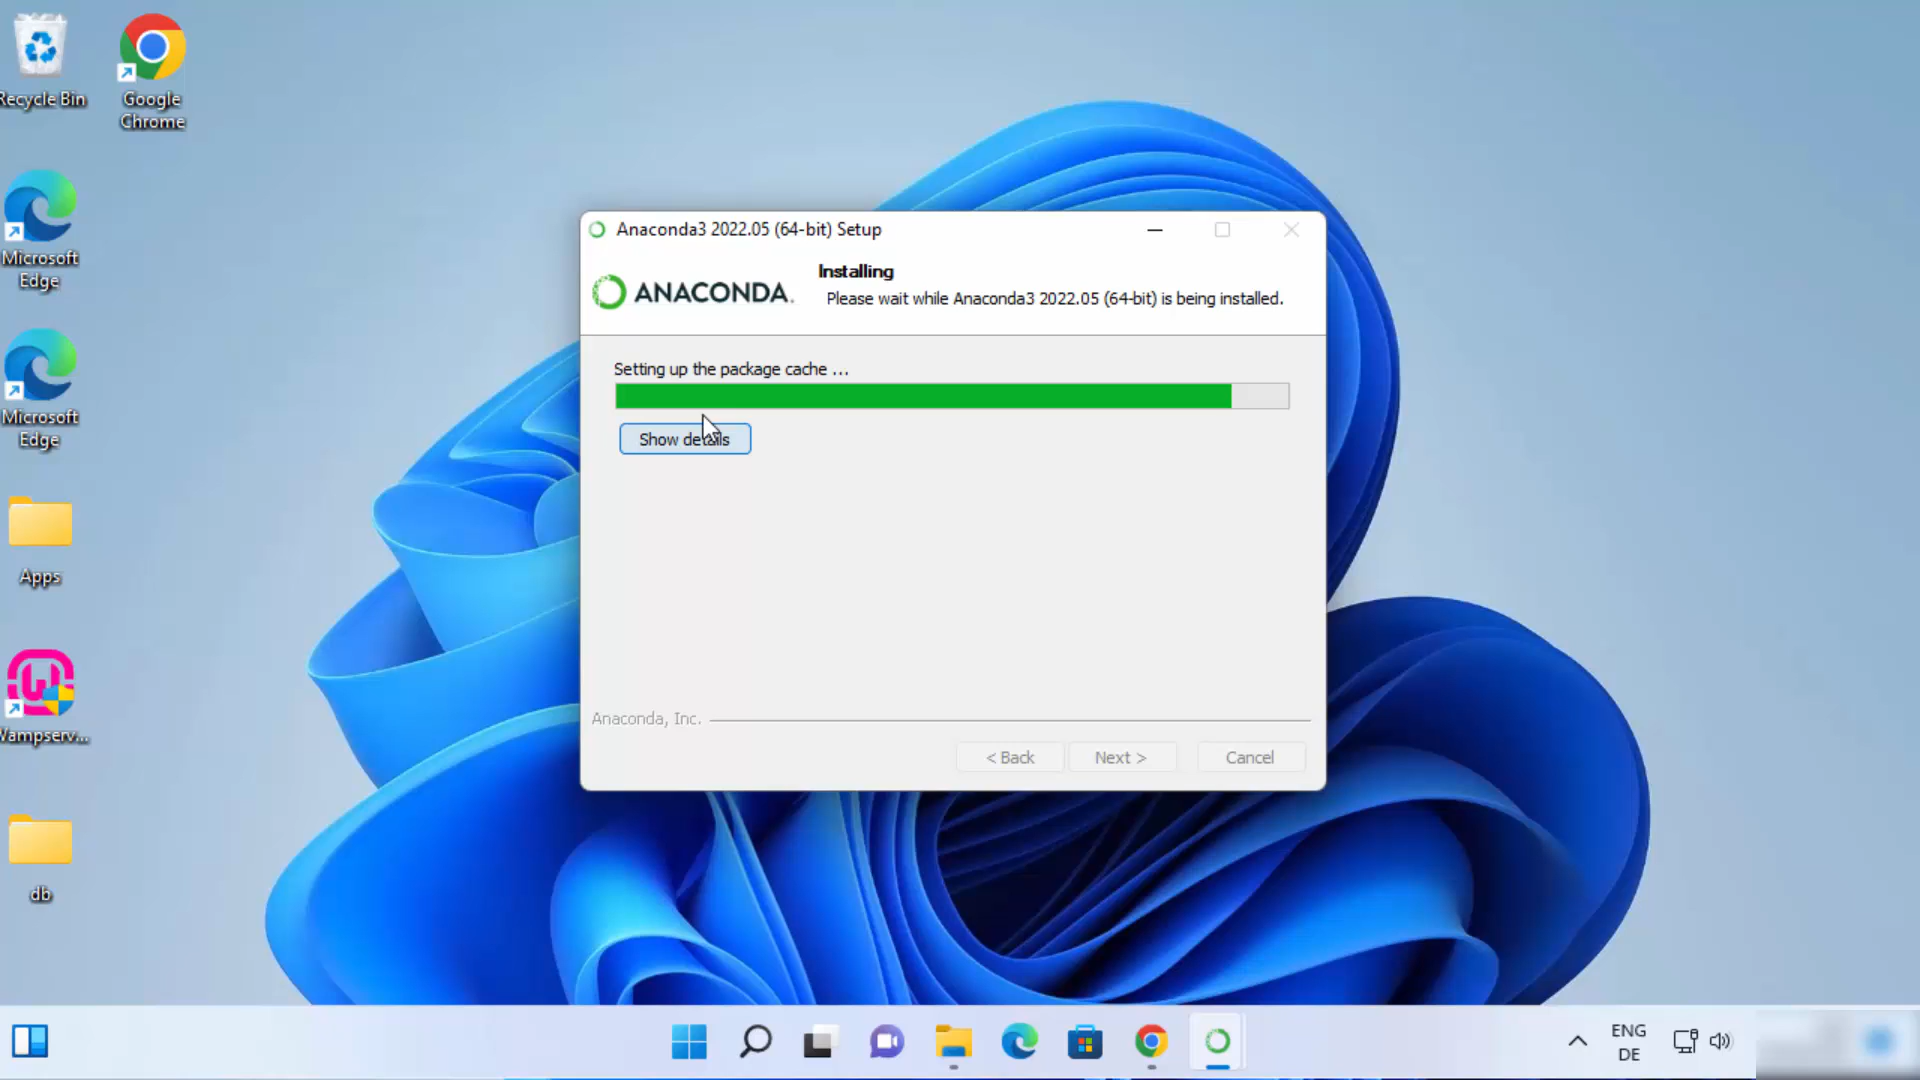 Recycle Bin
Google
Chrome
Microsoft
Edge
Microsoft
Edge
Apps
Wampserv...
db
Anaconda3 2022.05 (64-bit) Setup
ANACONDA.
Installing
Please wait while Anaconda3 2022.05 (64-bit) is being installed.
Setting up the package cache ...
Show details
Anaconda, Inc.
< Back
Next >
Cancel
ENG
DE